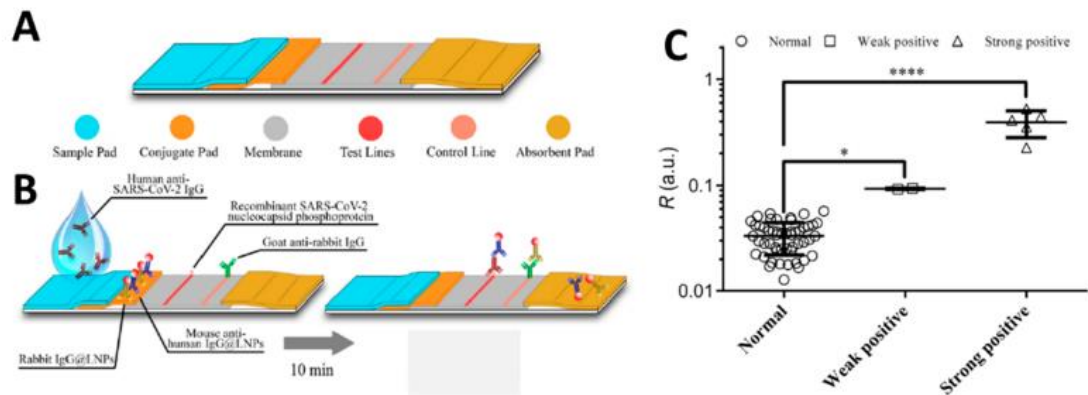 A
Sample Pad
Conjugate Pad
Membrane
Test Lines
Control Line
Absorbent Pad
B
Human anti-
SARS-CoV-2 IgG
Recombinant SARS-CoV-2
nucleocapsid phosphoprotein
Goat anti-rabbit IgG
Rabbit IgG@LNPs
Mouse anti-
human IgG@LNPs
10 min
C
Normal
Weak positive
Strong positive
****
*
R (a.u.)
1
0.1
0.01
Normal
Weak positive
Strong positive